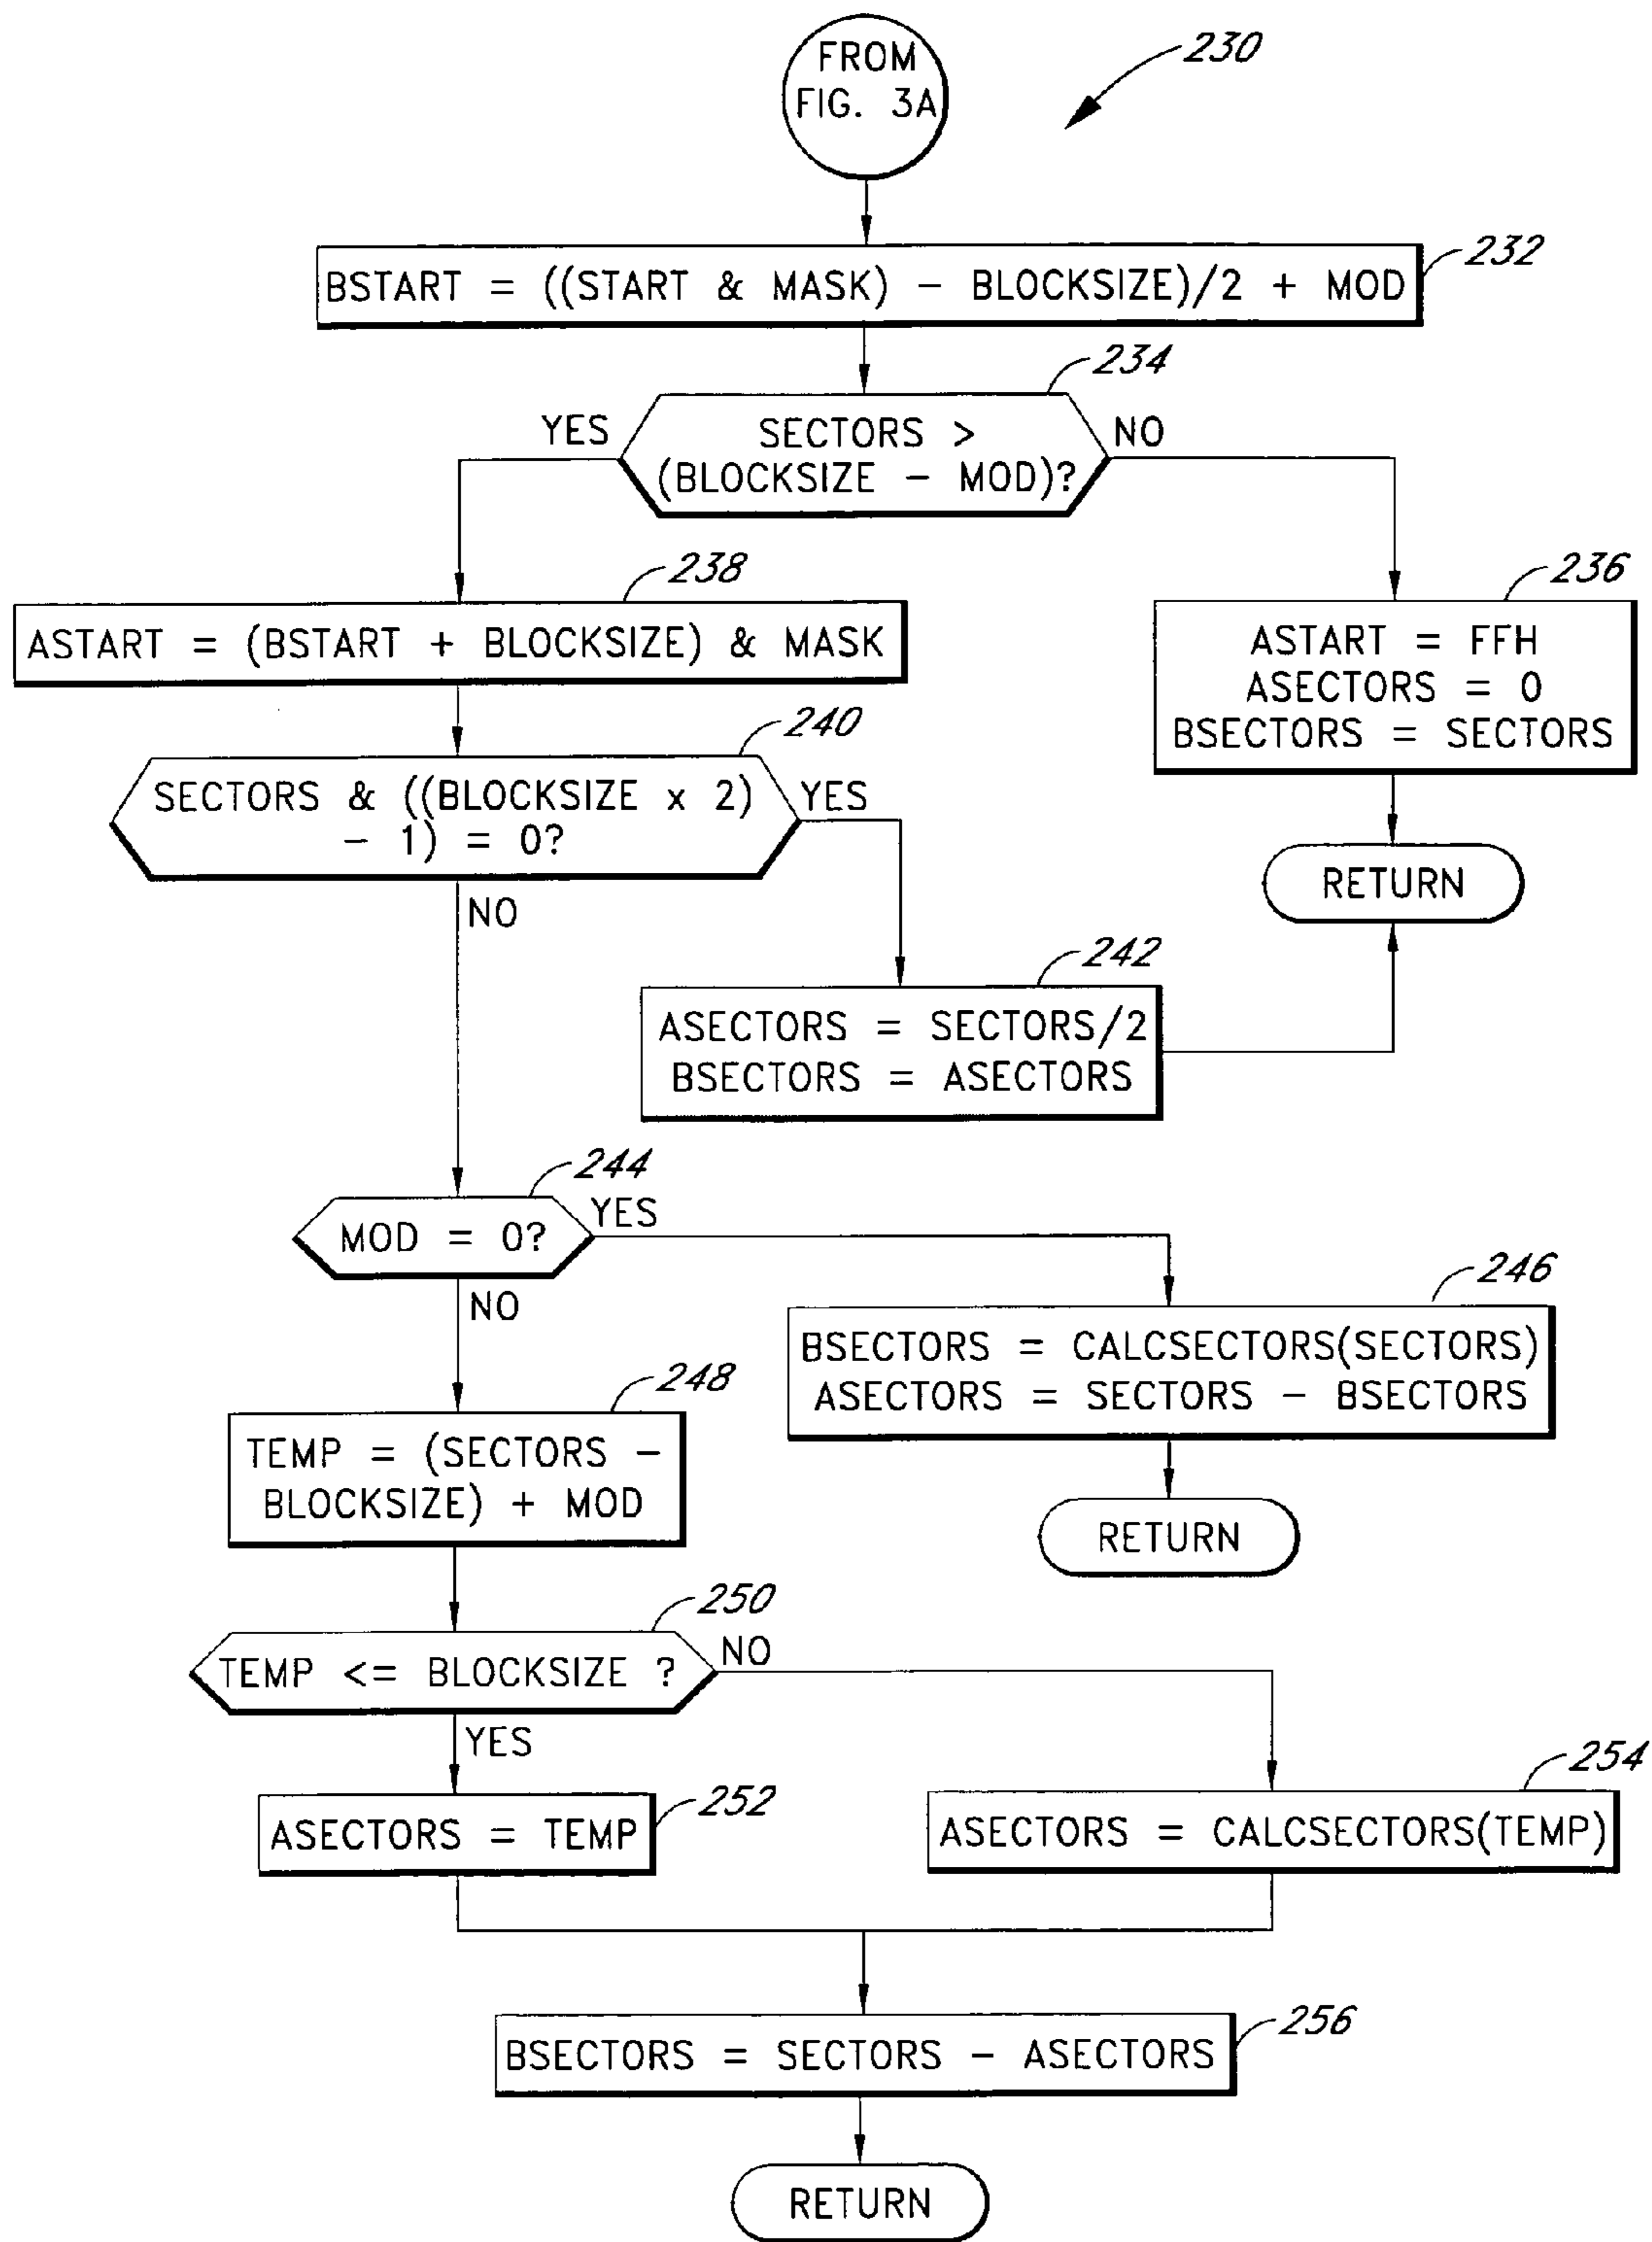 FROM
FIG. 3A
230
232
BSTART = ((START & MASK) - BLOCKSIZE)/2 + MOD
234
YES
SECTORS >
(BLOCKSIZE - MOD)?
NO
238
ASTART = (BSTART + BLOCKSIZE) & MASK
236
ASTART = FFH
ASECTORS = 0
BSECTORS = SECTORS
RETURN
240
SECTORS & ((BLOCKSIZE x 2)
- 1) = 0?
YES
NO
242
ASECTORS = SECTORS/2
BSECTORS = ASECTORS
244
MOD = 0?
YES
NO
246
BSECTORS = CALCSECTORS(SECTORS)
ASECTORS = SECTORS - BSECTORS
RETURN
248
TEMP = (SECTORS -
BLOCKSIZE) + MOD
250
TEMP <= BLOCKSIZE ?
NO
YES
252
ASECTORS = TEMP
254
ASECTORS = CALCSECTORS(TEMP)
256
BSECTORS = SECTORS - ASECTORS
RETURN